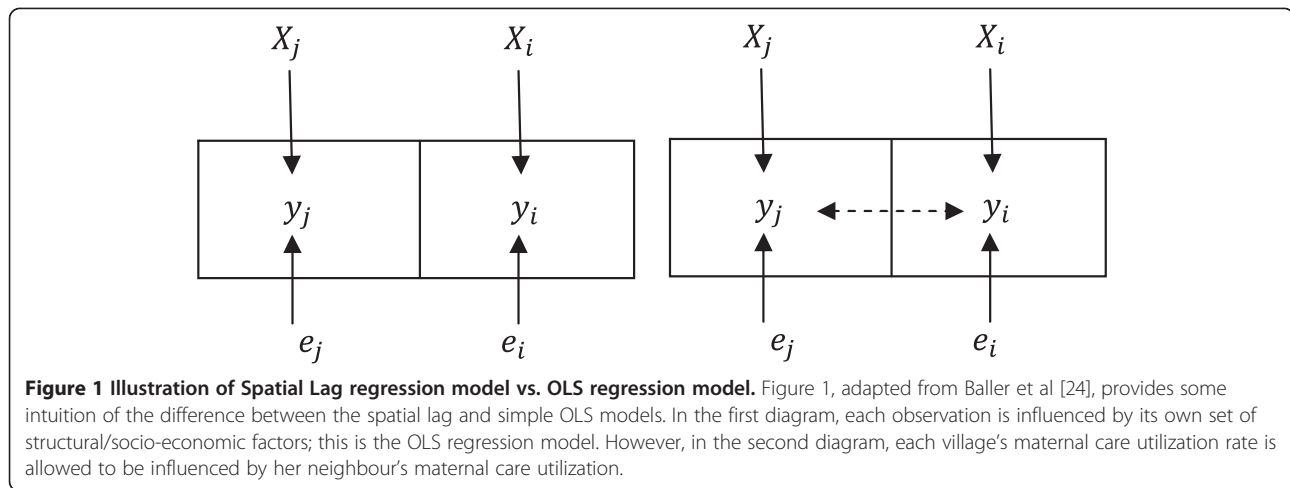 X_j X_i X_j X_i
y_j y_i y_j y_i
e_j e_i e_j e_i
Figure 1 Illustration of Spatial Lag regression model vs. OLS regression model. Figure 1, adapted from Baller et al [24], provides some
intuition of the difference between the spatial lag and simple OLS models. In the first diagram, each observation is influenced by its own set of
structural/socio-economic factors; this is the OLS regression model. However, in the second diagram, each village's maternal care utilization rate is
allowed to be influenced by her neighbour's maternal care utilization.